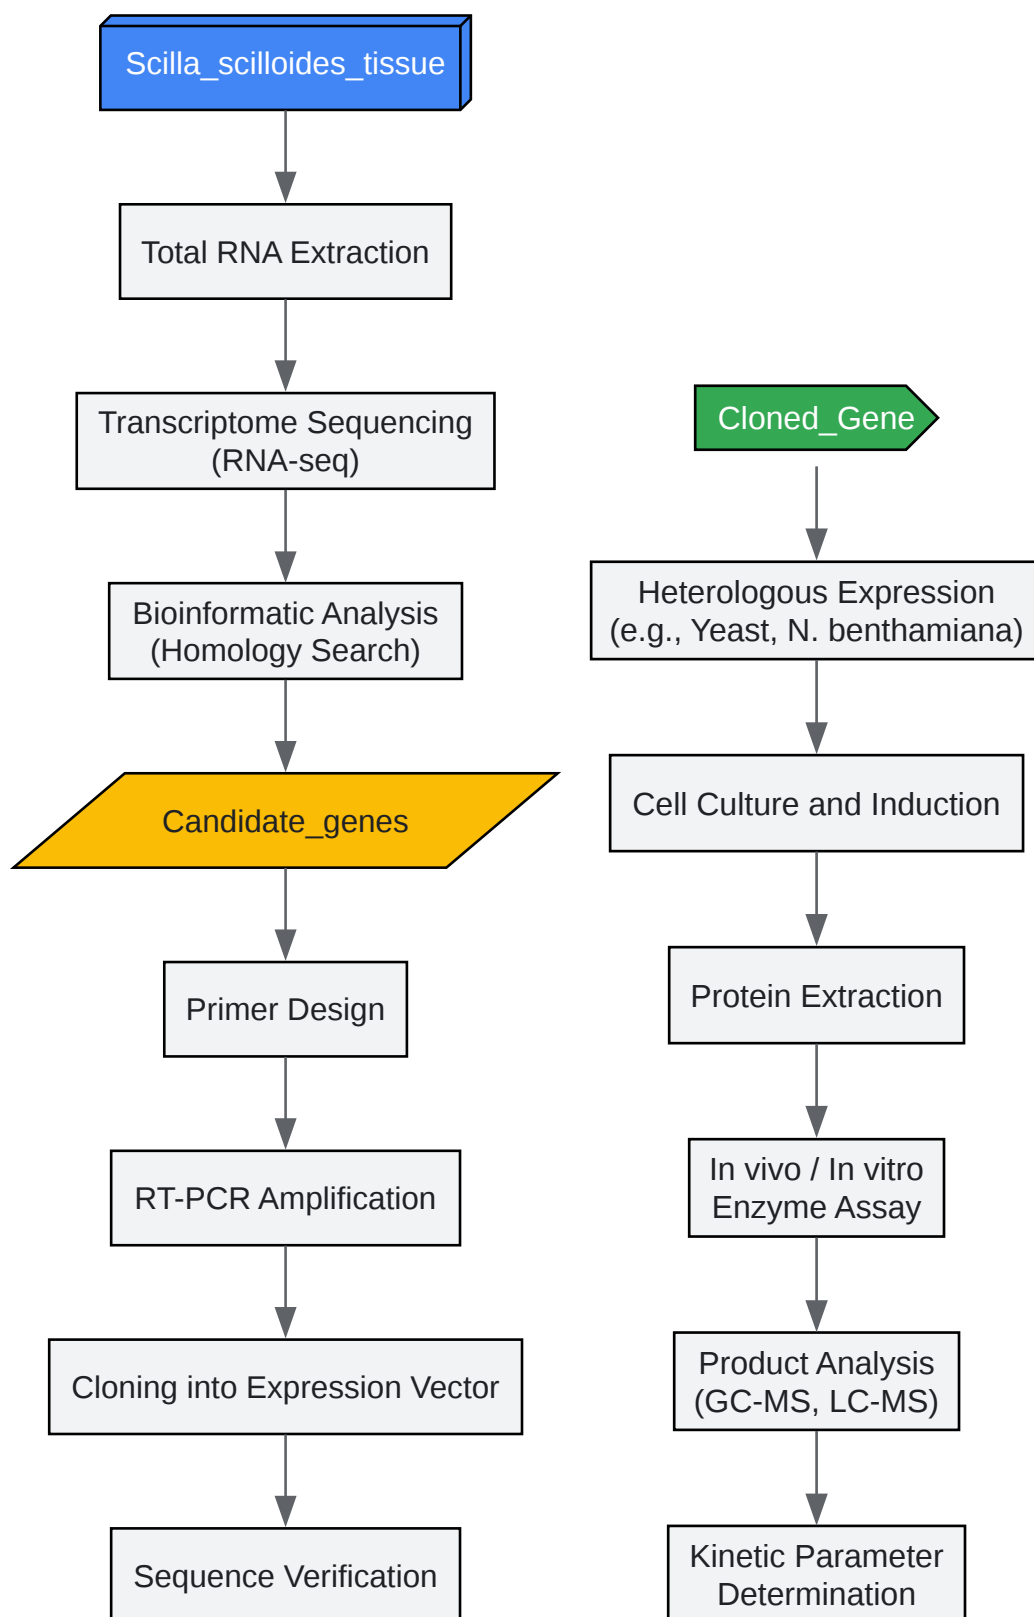 Scilla_scilloides_tissue
Total RNA Extraction
Transcriptome Sequencing
(RNA-seq)
Bioinformatic Analysis
(Homology Search)
Candidate_genes
Primer Design
RT-PCR Amplification
Cloning into Expression Vector
Sequence Verification
Cloned_Gene
Heterologous Expression
(e.g., Yeast, N. benthamiana)
Cell Culture and Induction
Protein Extraction
In vivo / In vitro
Enzyme Assay
Product Analysis
(GC-MS, LC-MS)
Kinetic Parameter
Determination